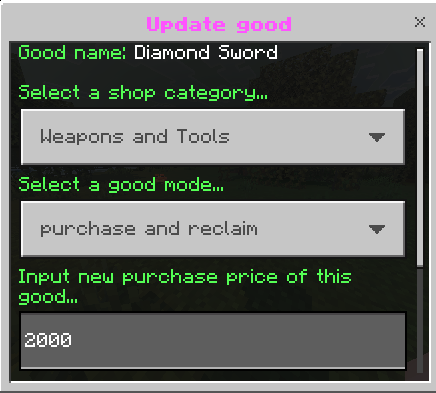 Update good
Good name: Diamond Sword
Select a shop category...
Weapons and Tools
Select a good mode...
purchase and reclaim
Input new purchase price of this
good...
2000